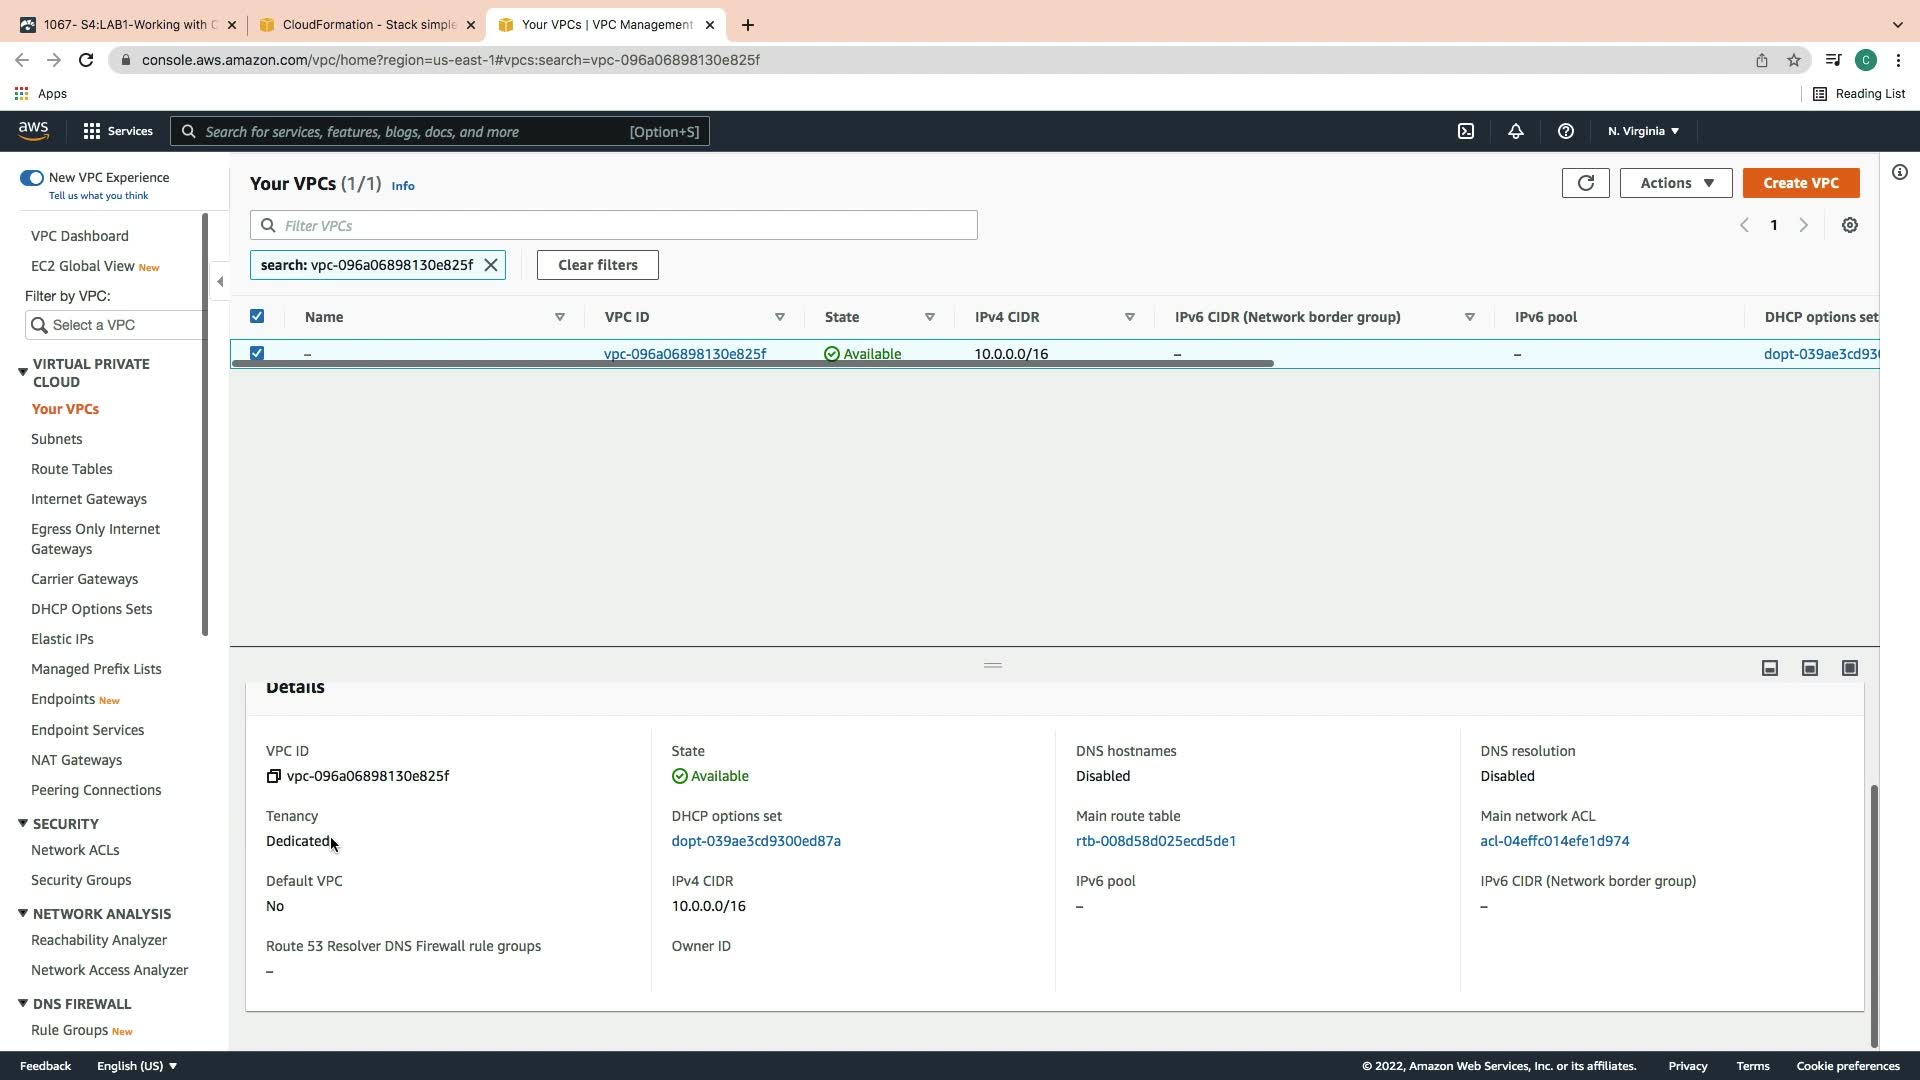 1067- S4:LAB1-Working with C
CloudFormation - Stack simple
Your VPCs | VPC Management
console.aws.amazon.com/vpc/home?region=us-east-1#vpcs:search=vpc-096a06898130e825f
C
Apps
Reading List
aws
Services
Search for services, features, blogs, docs, and more
[Option+S]
N. Virginia
New VPC Experience
Tell us what you think
VPC Dashboard
EC2 Global View New
Filter by VPC:
Select a VPC
VIRTUAL PRIVATE
CLOUD
Your VPCs
Subnets
Route Tables
Internet Gateways
Egress Only Internet
Gateways
Carrier Gateways
DHCP Options Sets
Elastic IPs
Managed Prefix Lists
Endpoints New
Endpoint Services
NAT Gateways
Peering Connections
SECURITY
Network ACLs
Security Groups
NETWORK ANALYSIS
Reachability Analyzer
Network Access Analyzer
DNS FIREWALL
Rule Groups New
Your VPCs (1/1) Info
Actions
Create VPC
Filter VPCs
1
search: vpc-096a06898130e825f
Clear filters
Name VPC ID State IPv4 CIDR IPv6 CIDR (Network border group) IPv6 pool DHCP options set
– vpc-096a06898130e825f Available 10.0.0.0/16 – – dopt-039ae3cd930
Details
VPC ID
vpc-096a06898130e825f
State
Available
DNS hostnames
Disabled
DNS resolution
Disabled
Tenancy
Dedicated
DHCP options set
dopt-039ae3cd9300ed87a
Main route table
rtb-008d58d025ecd5de1
Main network ACL
acl-04effc014efe1d974
Default VPC
No
IPv4 CIDR
10.0.0.0/16
IPv6 pool
–
IPv6 CIDR (Network border group)
–
Route 53 Resolver DNS Firewall rule groups
–
Owner ID
Feedback
English (US)
© 2022, Amazon Web Services, Inc. or its affiliates.
Privacy
Terms
Cookie preferences